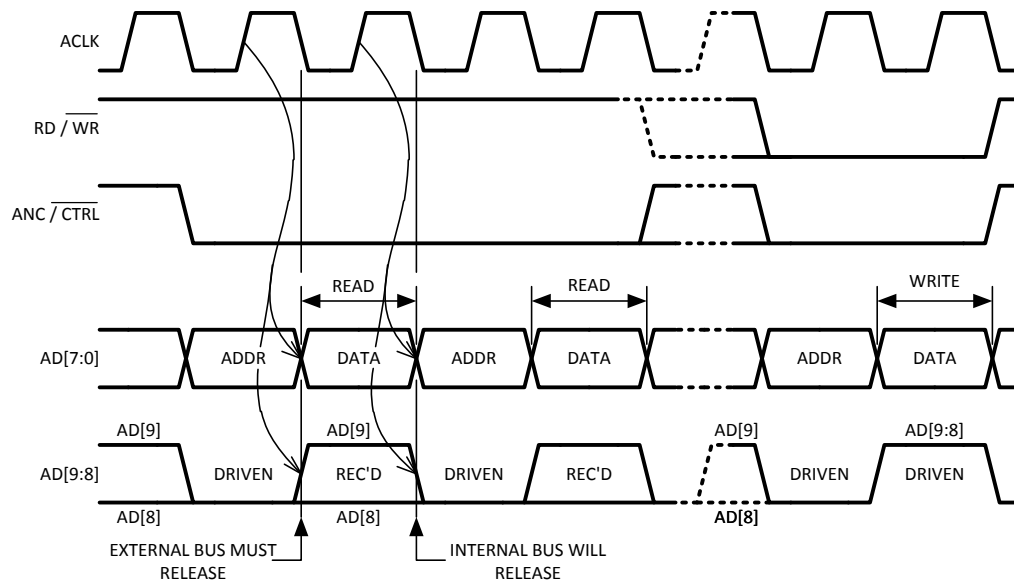 ACLK
RD / WR
ANC / CTRL
READ READ WRITE
AD[7:0] ADDR DATA ADDR DATA ADDR DATA
AD[9] AD[9] AD[9] AD[9:8]
AD[9:8] DRIVEN REC'D DRIVEN REC'D DRIVEN DRIVEN
AD[8] AD[8] AD[8]
EXTERNAL BUS MUST INTERNAL BUS WILL
RELEASE RELEASE